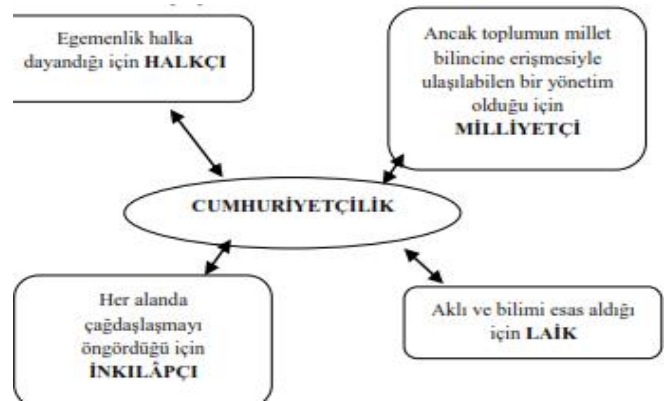 Egemenlik halka
dayandığı için HALKÇI
Ancak toplumun millet
bilincine erişmesiyle
ulaşılabilen bir yönetim
olduğu için
MİLLİYETÇİ
CUMHURİYETÇİLİK
Her alanda
çağdaşlaşmayı
öngördüğü için
İNKILÂPÇI
Aklı ve bilimi esas aldığı
için LAİK